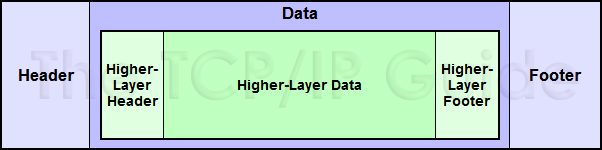 Data
Header
Higher-
Layer
Header
Higher-Layer Data
Higher-
Layer
Footer
Footer
The TCP/IP Guide